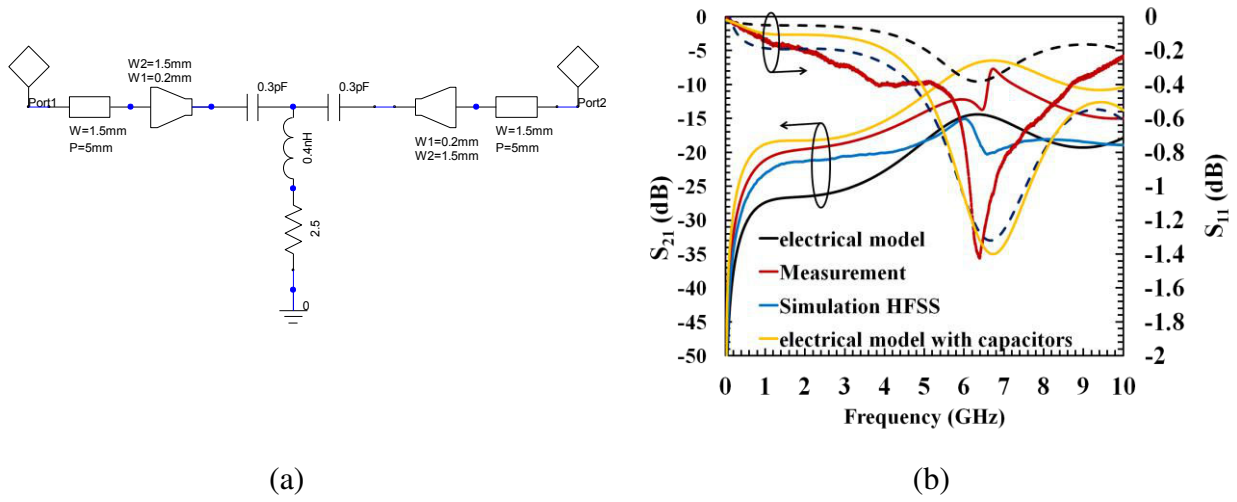 Port1
W=1.5mm
P=5mm
W2=1.5mm
W1=0.2mm
0.3pF
0.3pF
0.4nH
2.5
0
W1=0.2mm
W2=1.5mm
W=1.5mm
P=5mm
Port2
(a)
S21 (dB)
0
-5
-10
-15
-20
-25
-30
-35
-40
-45
-50
electrical model
Measurement
Simulation HFSS
electrical model with capacitors
0 1 2 3 4 5 6 7 8 9 10
Frequency (GHz)
0
-0.2
-0.4
-0.6
-0.8
-1
-1.2
-1.4
-1.6
-1.8
-2
S11 (dB)
(b)